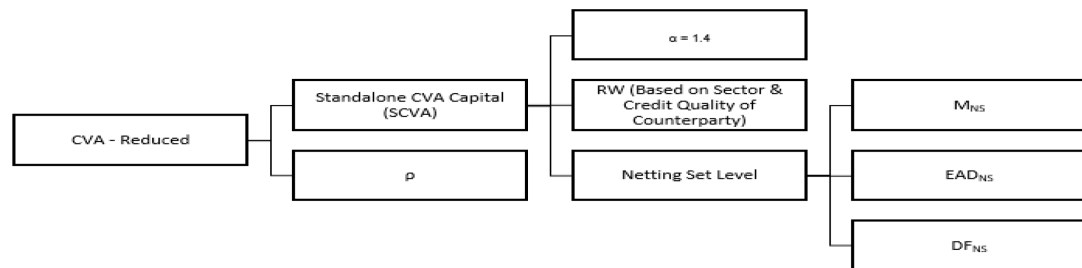 α = 1.4
Standalone CVA Capital
(SCVA)
RW (Based on Sector &
Credit Quality of
Counterparty)
M_NS
CVA - Reduced
ρ
Netting Set Level
EAD_NS
DF_NS